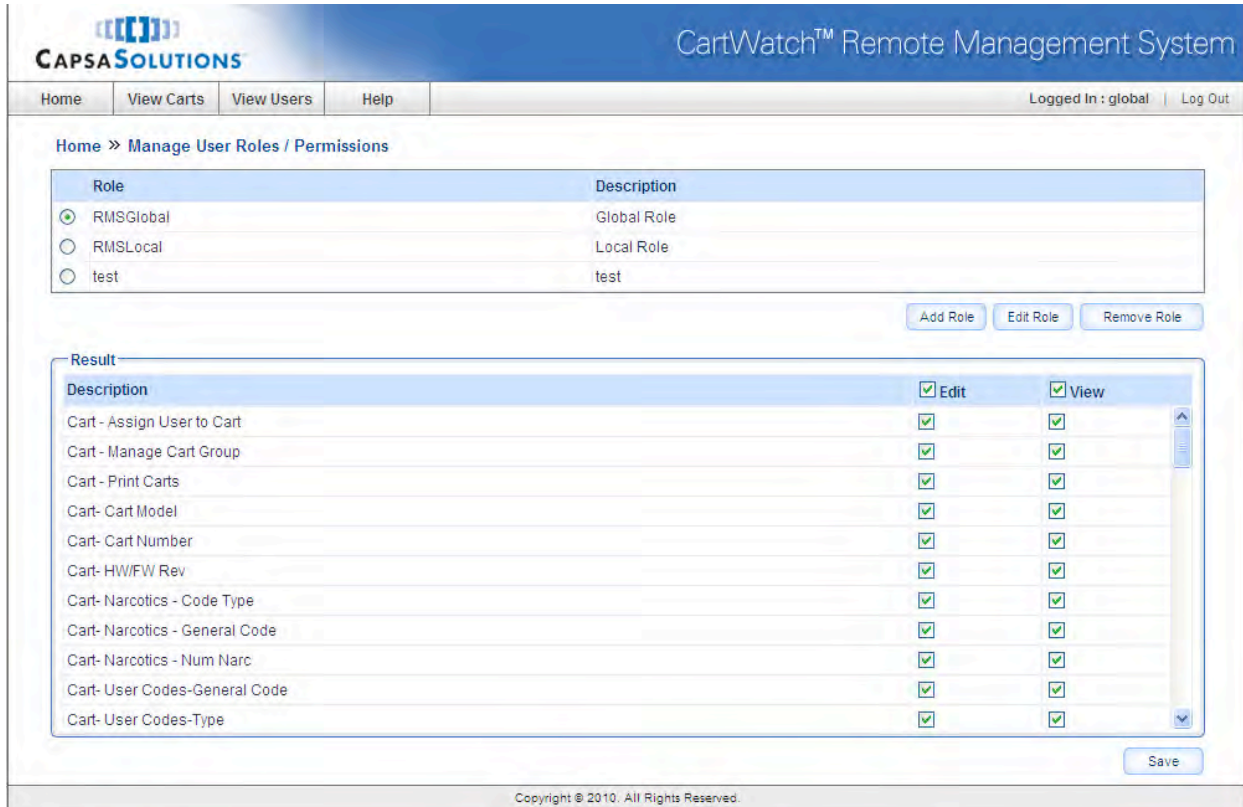 CAPSASOLUTIONS
CartWatch™ Remote Management System
Home View Carts View Users Help Logged In : global | Log Out
Home » Manage User Roles / Permissions
Role Description
RMSGlobal Global Role
RMSLocal Local Role
test test
Add Role Edit Role Remove Role
Result
Description Edit View
Cart - Assign User to Cart
Cart - Manage Cart Group
Cart - Print Carts
Cart- Cart Model
Cart- Cart Number
Cart- HW/FW Rev
Cart- Narcotics - Code Type
Cart- Narcotics - General Code
Cart- Narcotics - Num Narc
Cart- User Codes-General Code
Cart- User Codes-Type
Save
Copyright © 2010. All Rights Reserved.